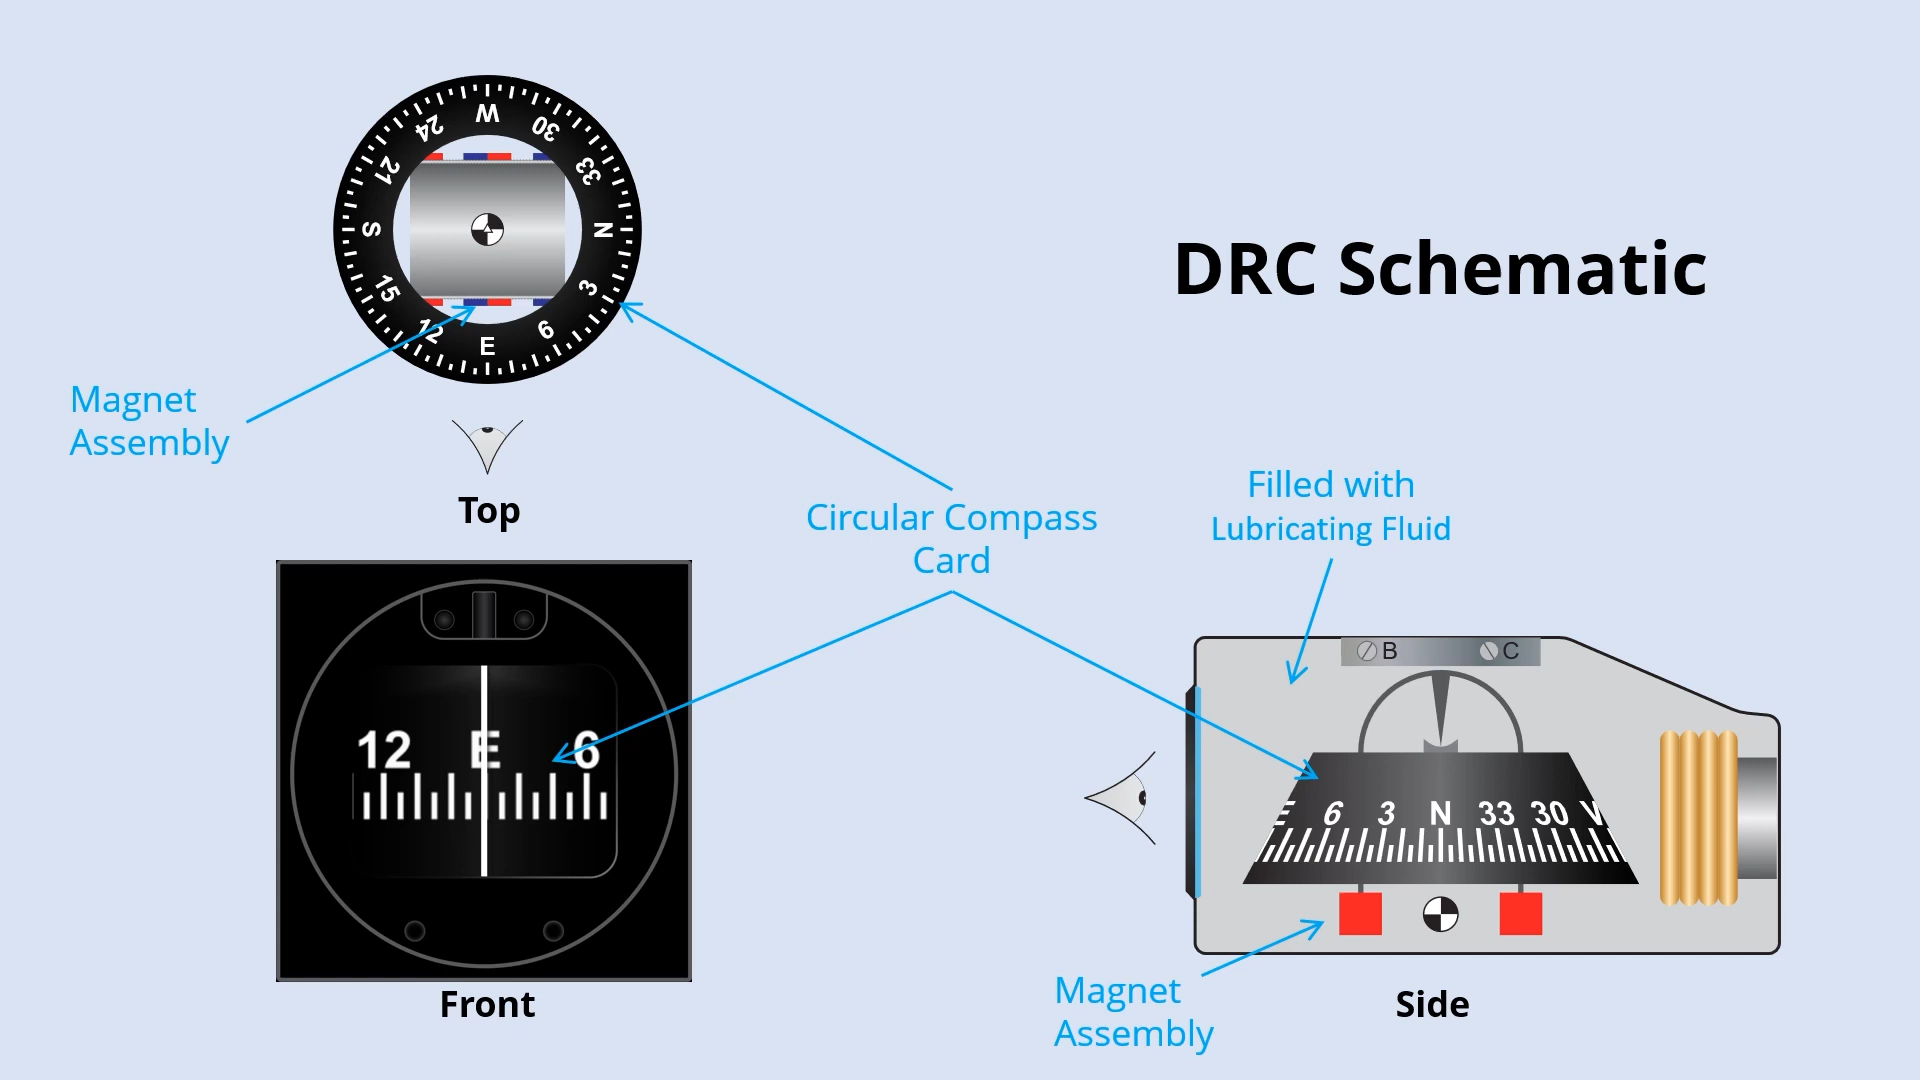 W
24
30
21
33
S
N
15
3
12
6
E
DRC Schematic
Magnet
Assembly
Top
Circular Compass
Card
Filled with
Lubricating Fluid
12 E 6
B C
E 6 3 N 33 30 W
Front
Magnet
Assembly
Side